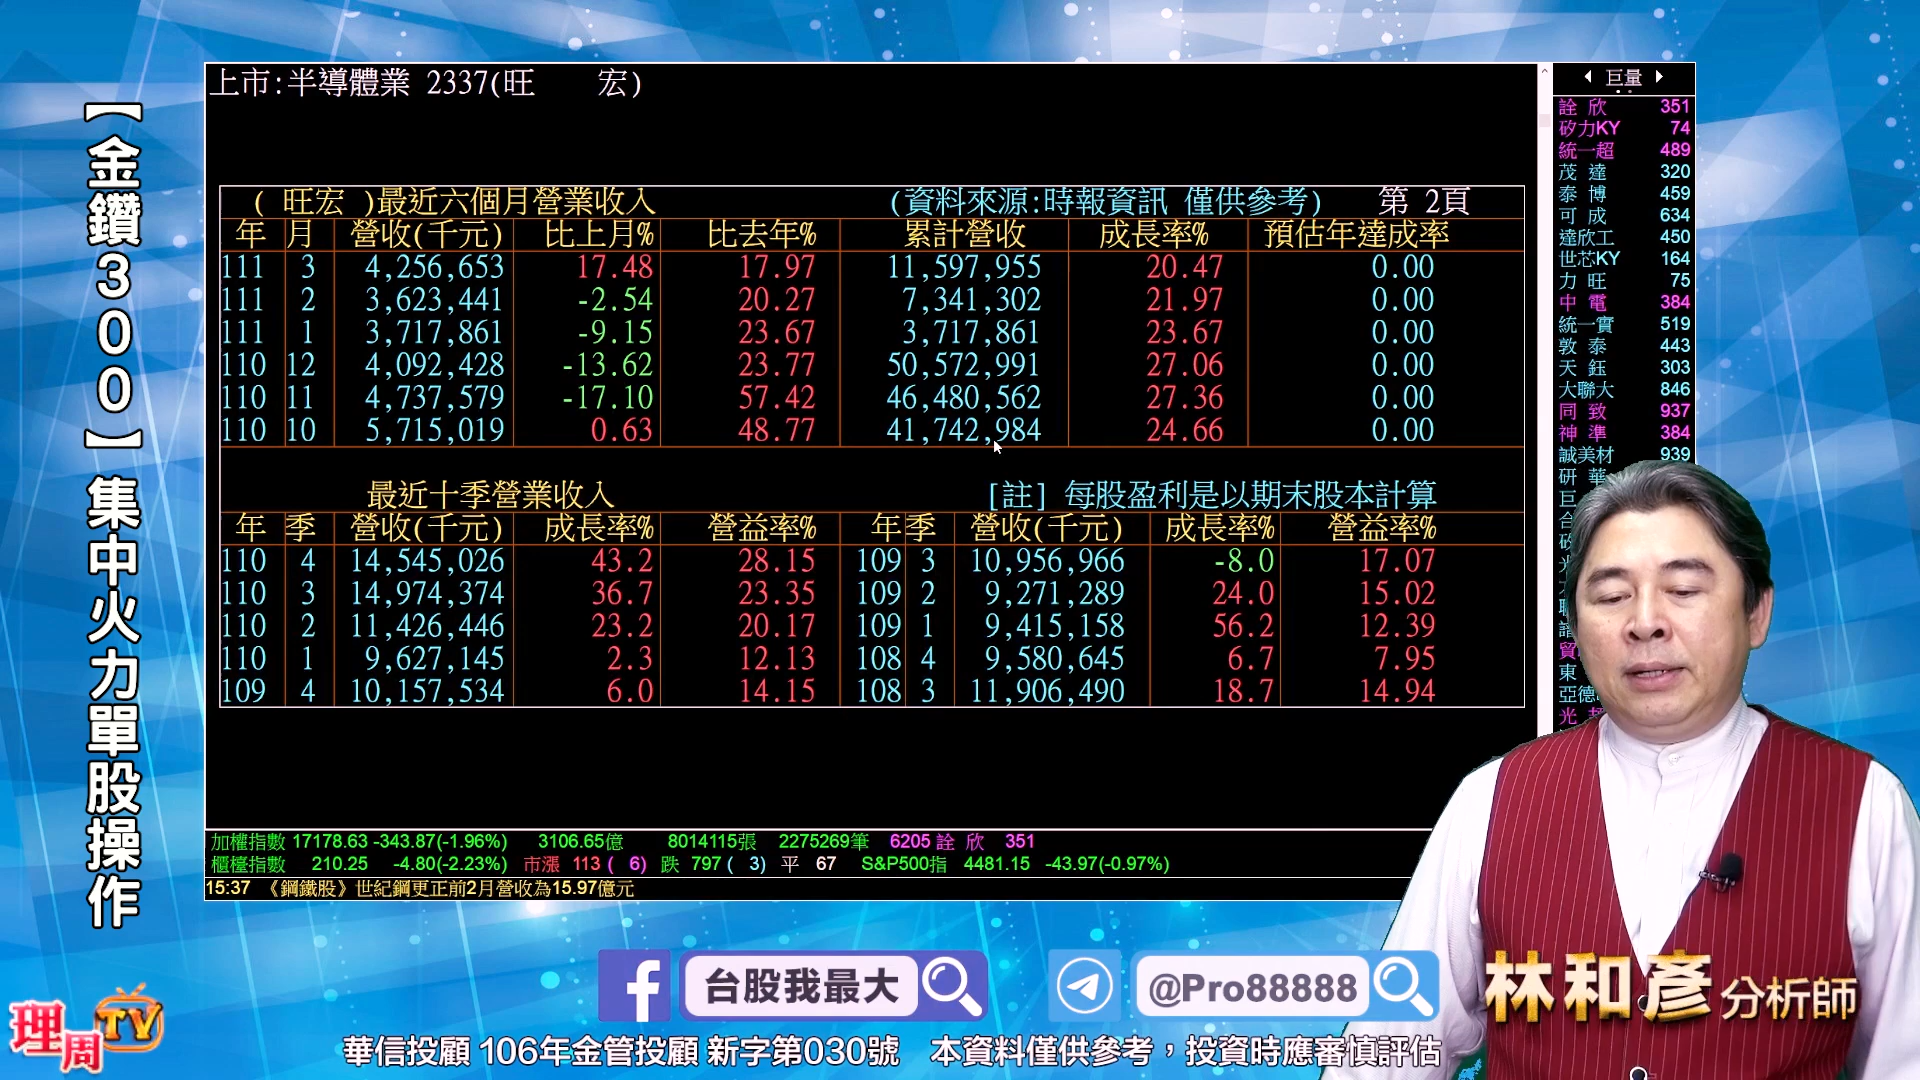 【金鑽300】集中火力單股操作
上市:半導體業 2337(旺 宏)
( 旺宏 )最近六個月營業收入 (資料來源:時報資訊 僅供參考) 第 2頁
年 月 營收(千元) 比上月% 比去年% 累計營收 成長率% 預估年達成率
111 3 4,256,653 17.48 17.97 11,597,955 20.47 0.00
111 2 3,623,441 -2.54 20.27 7,341,302 21.97 0.00
111 1 3,717,861 -9.15 23.67 3,717,861 23.67 0.00
110 12 4,092,428 -13.62 23.77 50,572,991 27.06 0.00
110 11 4,737,579 -17.10 57.42 46,480,562 27.36 0.00
110 10 5,715,019 0.63 48.77 41,742,984 24.66 0.00
最近十季營業收入 [註] 每股盈利是以期末股本計算
年 季 營收(千元) 成長率% 營益率% 年 季 營收(千元) 成長率% 營益率%
110 4 14,545,026 43.2 28.15 109 3 10,956,966 -8.0 17.07
110 3 14,974,374 36.7 23.35 109 2 9,271,289 24.0 15.02
110 2 11,426,446 23.2 20.17 109 1 9,415,158 56.2 12.39
110 1 9,627,145 2.3 12.13 108 4 9,580,645 6.7 7.95
109 4 10,157,534 6.0 14.15 108 3 11,906,490 18.7 14.94
巨量
詮欣 351
矽力KY 74
統一超 489
茂達 320
泰博 459
可成 634
達欣工 450
世芯KY 164
力旺 75
中電 384
統一實 519
敦泰 443
天鈺 303
大聯大 846
同致 937
神準 384
誠美材 939
研華
東
亞德
光
加權指數 17178.63 -343.87(-1.96%) 3106.65億 8014115張 2275269筆 6205 詮欣 351
櫃檯指數 210.25 -4.80(-2.23%) 市漲 113 ( 6) 跌 797 ( 3) 平 67 S&P500指 4481.15 -43.97(-0.97%)
15:37 《鋼鐵股》世紀鋼更正前2月營收為15.97億元
f 台股我最大 @Pro88888
林和彥 分析師
理周TV
華信投顧 106年金管投顧 新字第030號 本資料僅供參考，投資時應審慎評估